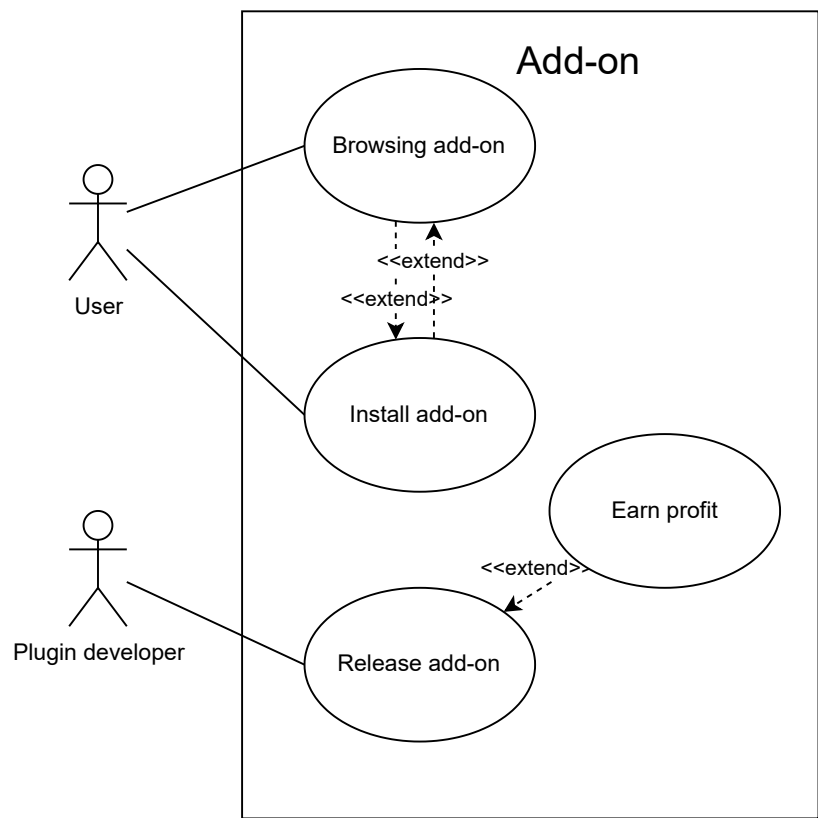 Add-on
Browsing add-on
<<extend>>
<<extend>>
User
Install add-on
Earn profit
<<extend>>
Plugin developer
Release add-on